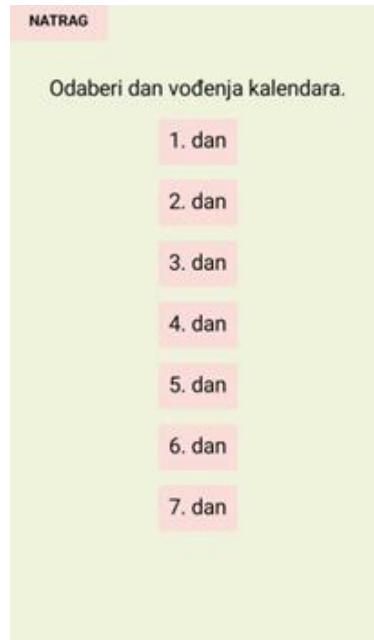 NATRAG
Odaberi dan vođenja kalendara.
1. dan
2. dan
3. dan
4. dan
5. dan
6. dan
7. dan